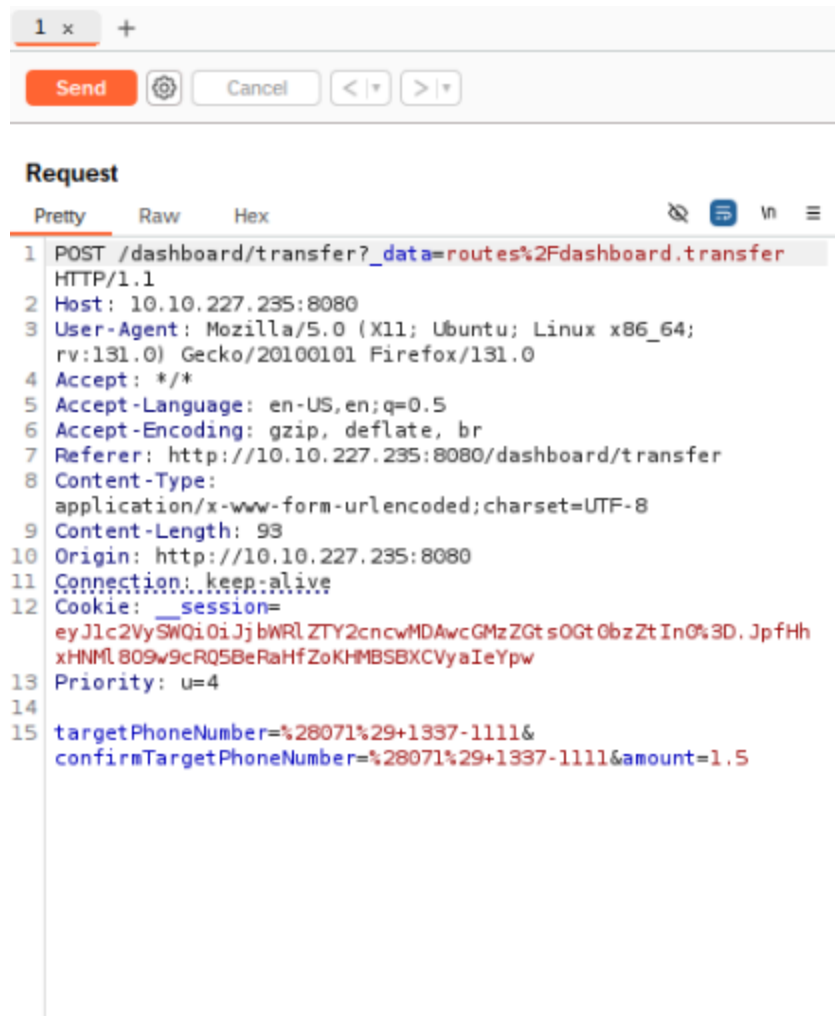 1 × +
Send Cancel < | ▾ > | ▾
Request
Pretty Raw Hex \n ≡
1 POST /dashboard/transfer?_data=routes%2Fdashboard.transfer
HTTP/1.1
2 Host: 10.10.227.235:8080
3 User-Agent: Mozilla/5.0 (X11; Ubuntu; Linux x86_64;
rv:131.0) Gecko/20100101 Firefox/131.0
4 Accept: */*
5 Accept-Language: en-US,en;q=0.5
6 Accept-Encoding: gzip, deflate, br
7 Referer: http://10.10.227.235:8080/dashboard/transfer
8 Content-Type:
application/x-www-form-urlencoded;charset=UTF-8
9 Content-Length: 93
10 Origin: http://10.10.227.235:8080
11 Connection: keep-alive
12 Cookie: __session=
eyJ1c2VySWQiOiJjbWRlZTY2cncwMDAwcGMzZGtsOGt0bzZtIn0%3D.JpfHh
xHNMl8O9w9cRQ5BeRaHfZoKHMBSBXCVyaIeYpw
13 Priority: u=4
14
15 targetPhoneNumber=%28071%29+1337-1111&
confirmTargetPhoneNumber=%28071%29+1337-1111&amount=1.5